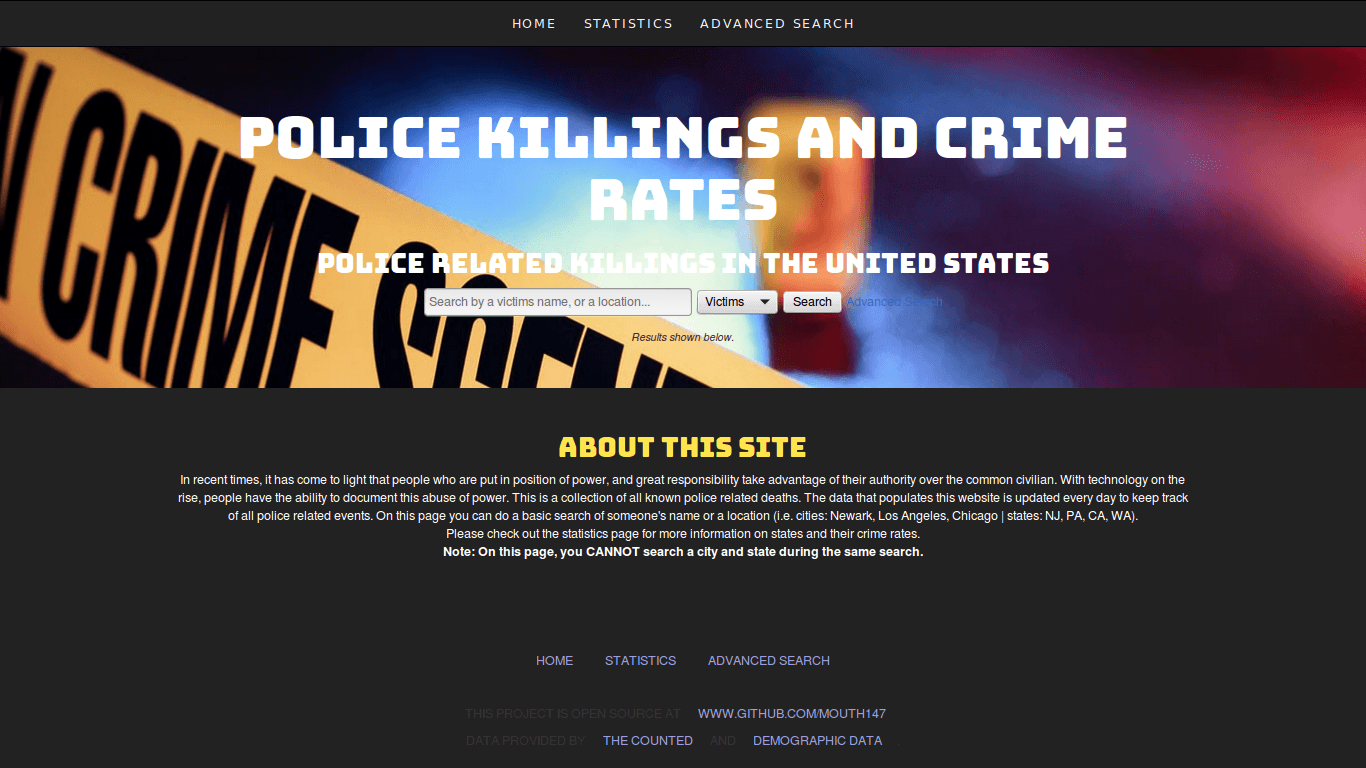 HOME STATISTICS ADVANCED SEARCH
CRIME SCENE
POLICE KILLINGS AND CRIME
RATES
POLICE RELATED KILLINGS IN THE UNITED STATES
Search by a victims name, or a location... Victims Search Advanced Search
Results shown below.
ABOUT THIS SITE
In recent times, it has come to light that people who are put in position of power, and great responsibility take advantage of their authority over the common civilian. With technology on the
rise, people have the ability to document this abuse of power. This is a collection of all known police related deaths. The data that populates this website is updated every day to keep track
of all police related events. On this page you can do a basic search of someone's name or a location (i.e. cities: Newark, Los Angeles, Chicago | states: NJ, PA, CA, WA).
Please check out the statistics page for more information on states and their crime rates.
Note: On this page, you CANNOT search a city and state during the same search.
HOME STATISTICS ADVANCED SEARCH
THIS PROJECT IS OPEN SOURCE AT WWW.GITHUB.COM/MOUTH147
DATA PROVIDED BY THE COUNTED AND DEMOGRAPHIC DATA